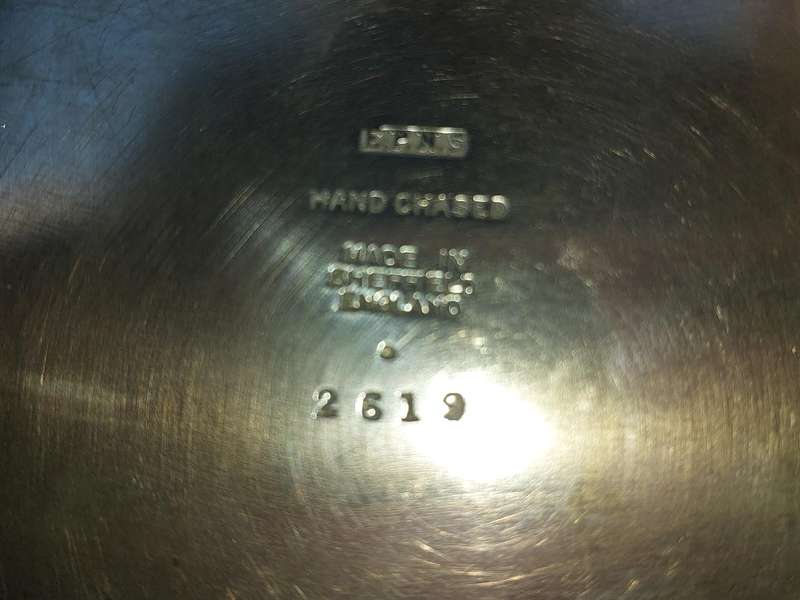 EPNS
HAND CHASED
MADE IN
SHEFFIELD
ENGLAND
2619